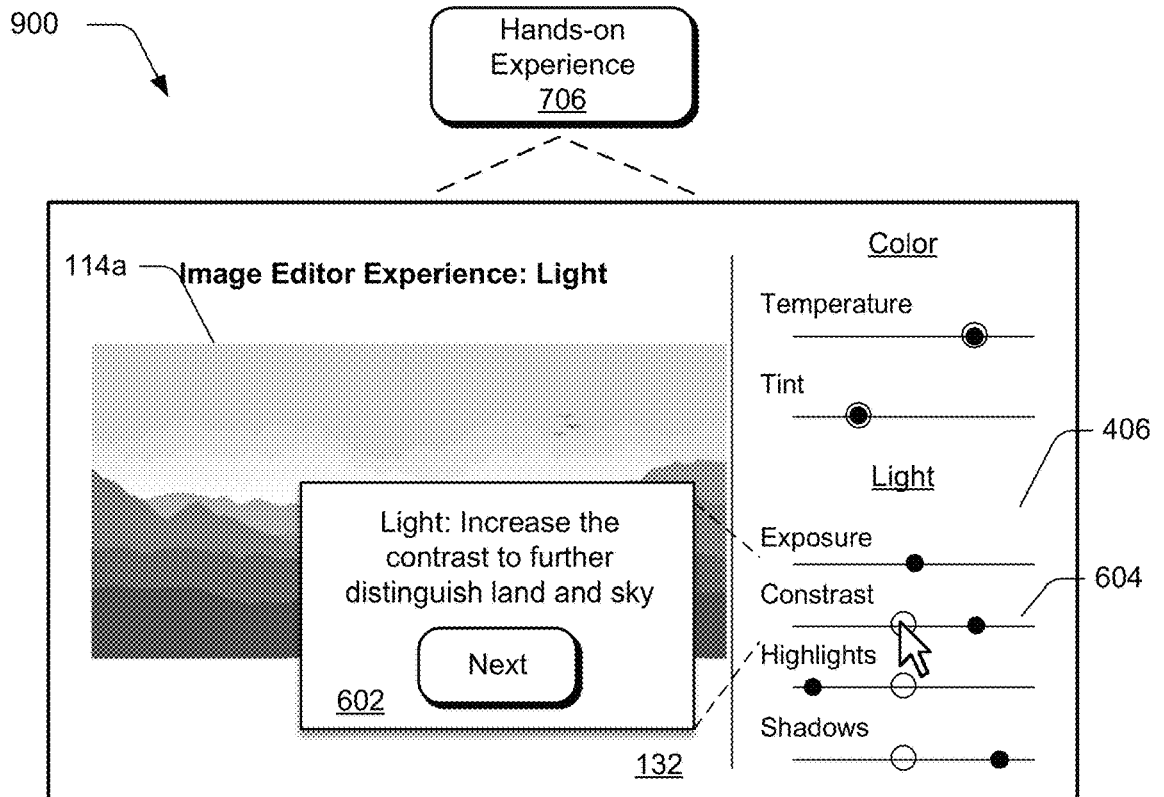 900
Hands-on
Experience
706
114a
Image Editor Experience: Light
Color
Temperature
Tint
406
Light
Exposure
604
Constrast
Highlights
Shadows
Light: Increase the
contrast to further
distinguish land and sky
Next
602
132